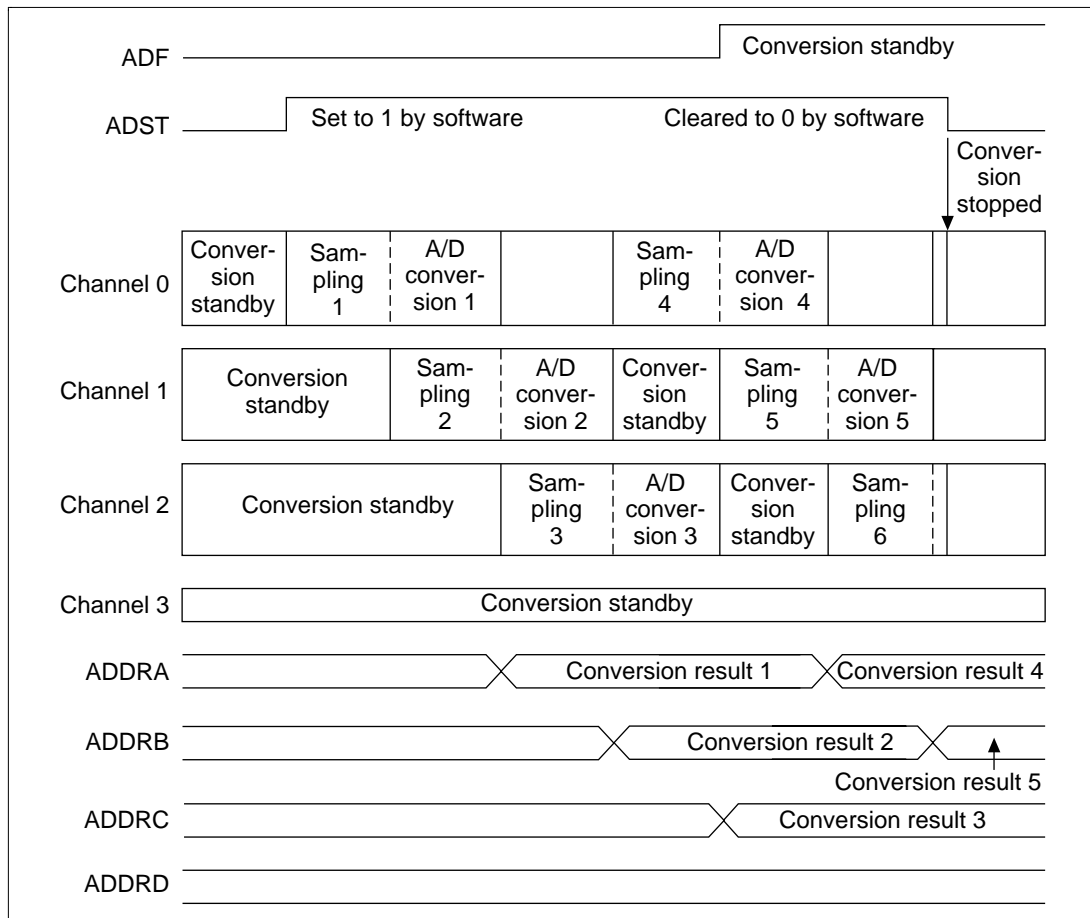 ADF
Conversion standby
ADST
Set to 1 by software
Cleared to 0 by software
Conver-
sion
stopped
Channel 0
Conver-
sion
standby
Sam-
pling
1
A/D
conver-
sion 1
Sam-
pling
4
A/D
conver-
sion 4
Channel 1
Conversion
standby
Sam-
pling
2
A/D
conver-
sion 2
Conver-
sion
standby
Sam-
pling
5
A/D
conver-
sion 5
Channel 2
Conversion standby
Sam-
pling
3
A/D
conver-
sion 3
Conver-
sion
standby
Sam-
pling
6
Channel 3
Conversion standby
ADDRA
Conversion result 1
Conversion result 4
ADDRB
Conversion result 2
Conversion result 5
ADDRC
Conversion result 3
ADDRD